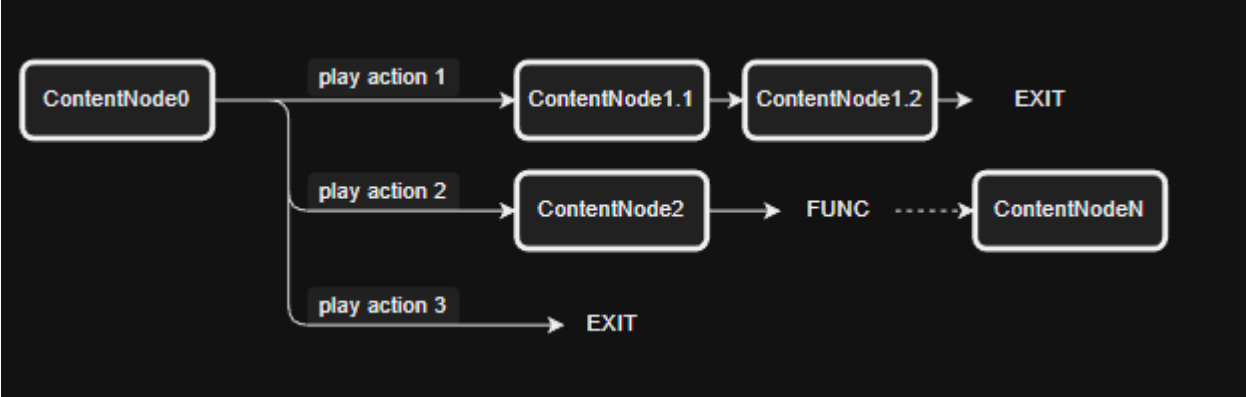 play action 1
ContentNode0
ContentNode1.1
ContentNode1.2
EXIT
play action 2
ContentNode2
FUNC
ContentNodeN
play action 3
EXIT